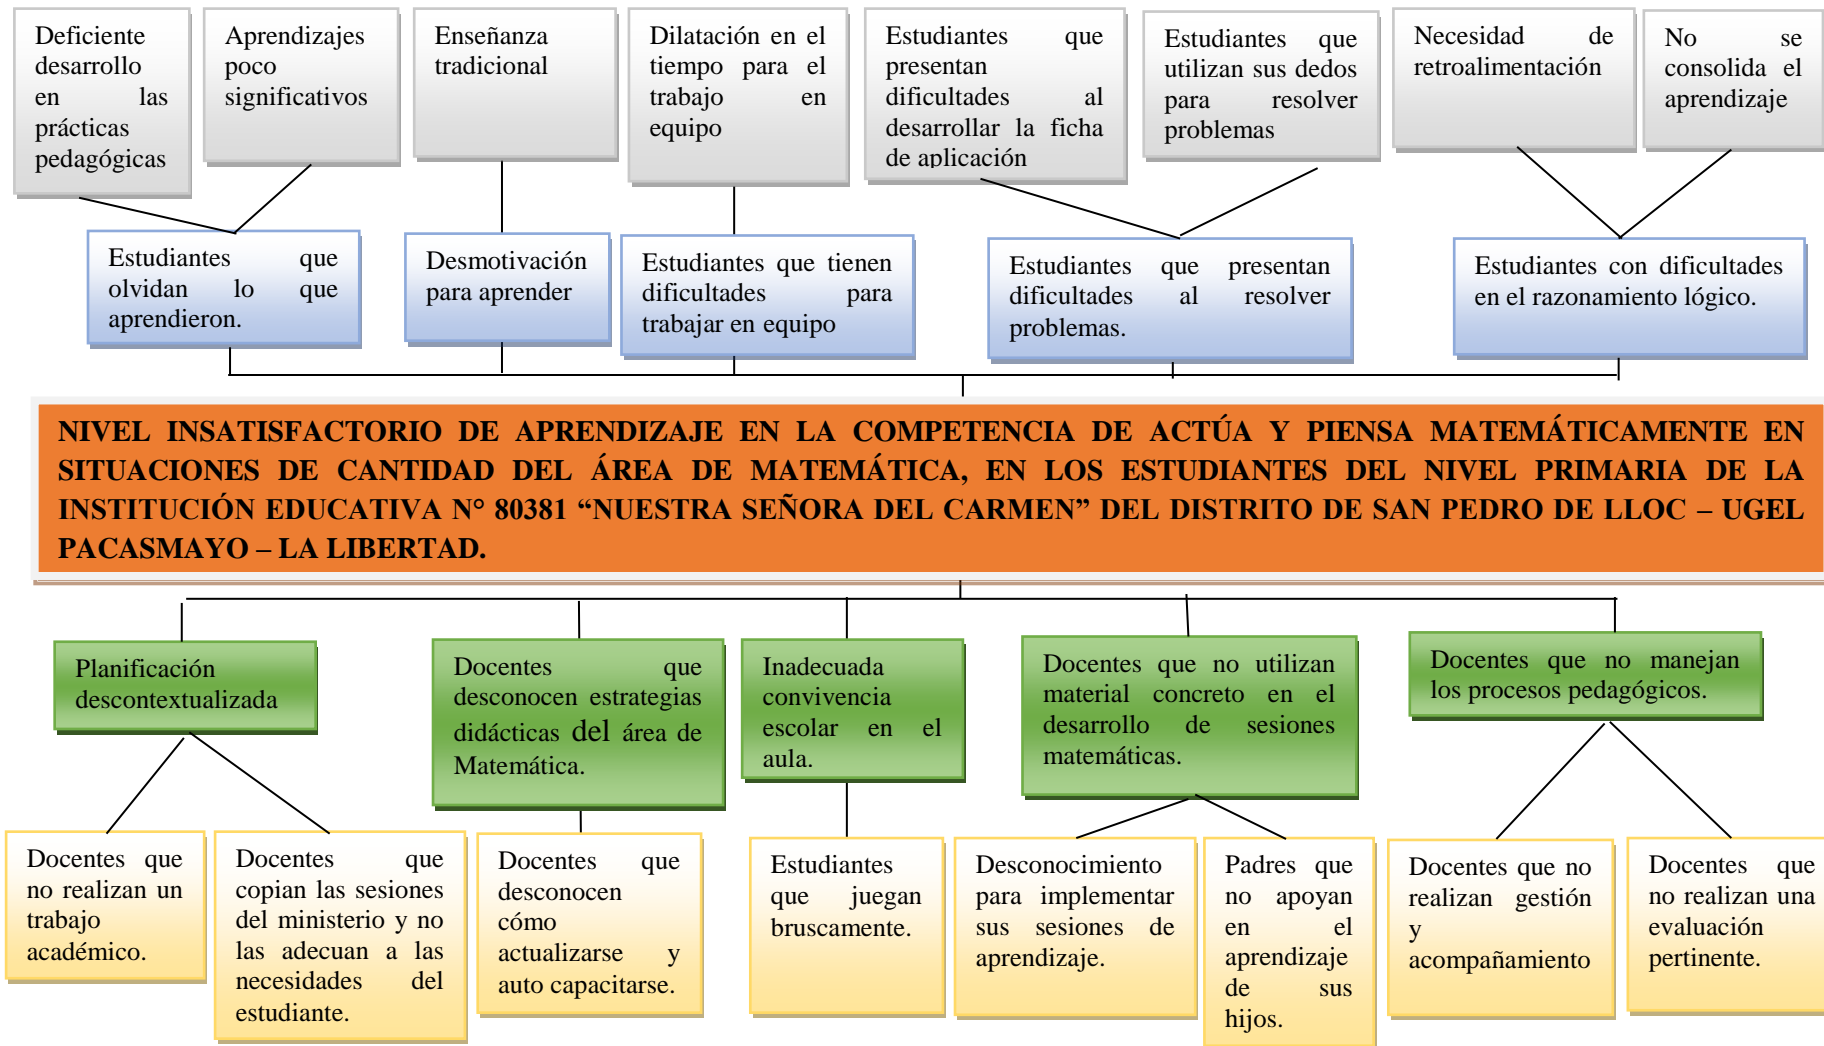 Deficiente
desarrollo
en las
prácticas
pedagógicas
Aprendizajes
poco
significativos
Enseñanza
tradicional
Dilatación en el
tiempo para el
trabajo en
equipo
Estudiantes que
presentan
dificultades al
desarrollar la ficha
de aplicación
Estudiantes que
utilizan sus dedos
para resolver
problemas
Necesidad de
retroalimentación
No se
consolida el
aprendizaje
Estudiantes que
olvidan lo que
aprendieron.
Desmotivación
para aprender
Estudiantes que tienen
dificultades para
trabajar en equipo
Estudiantes que presentan
dificultades al resolver
problemas.
Estudiantes con dificultades
en el razonamiento lógico.
NIVEL INSATISFACTORIO DE APRENDIZAJE EN LA COMPETENCIA DE ACTÚA Y PIENSA MATEMÁTICAMENTE EN
SITUACIONES DE CANTIDAD DEL ÁREA DE MATEMÁTICA, EN LOS ESTUDIANTES DEL NIVEL PRIMARIA DE LA
INSTITUCIÓN EDUCATIVA N° 80381 “NUESTRA SEÑORA DEL CARMEN” DEL DISTRITO DE SAN PEDRO DE LLOC – UGEL
PACASMAYO – LA LIBERTAD.
Planificación
descontextualizada
Docentes que
desconocen estrategias
didácticas del área de
Matemática.
Inadecuada
convivencia
escolar en el
aula.
Docentes que no utilizan
material concreto en el
desarrollo de sesiones
matemáticas.
Docentes que no manejan
los procesos pedagógicos.
Docentes que
no realizan un
trabajo
académico.
Docentes que
copian las sesiones
del ministerio y no
las adecuan a las
necesidades del
estudiante.
Docentes que
desconocen
cómo
actualizarse y
auto capacitarse.
Estudiantes
que juegan
bruscamente.
Desconocimiento
para implementar
sus sesiones de
aprendizaje.
Padres que
no apoyan
en el
aprendizaje
de sus
hijos.
Docentes que no
realizan gestión
y
acompañamiento
Docentes que
no realizan una
evaluación
pertinente.